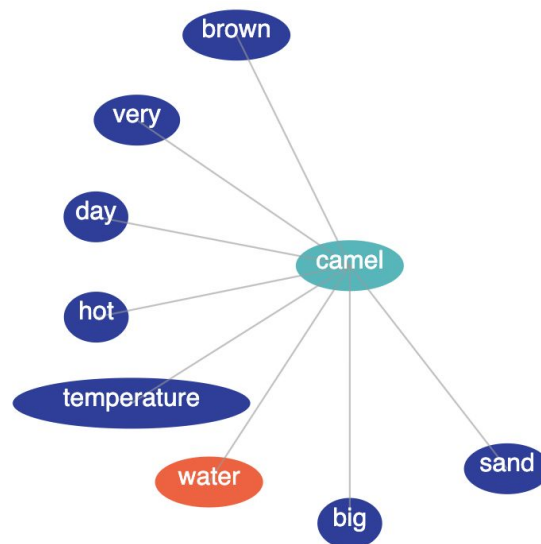 brown
very
day
camel
hot
temperature
water
sand
big